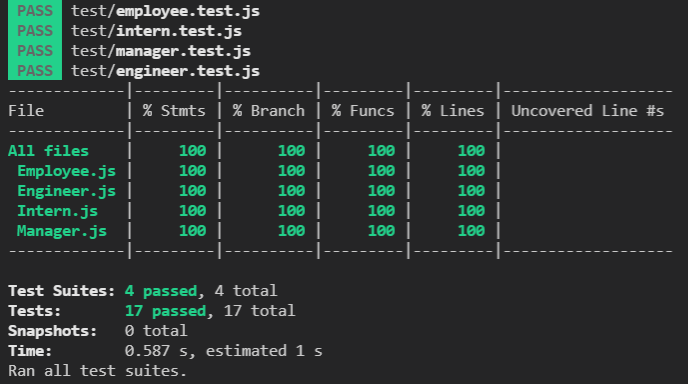 PASS  test/employee.test.js
PASS  test/intern.test.js
PASS  test/manager.test.js
PASS  test/engineer.test.js
-------------|---------|----------|---------|---------|-------------------
File         | % Stmts | % Branch | % Funcs | % Lines | Uncovered Line #s
-------------|---------|----------|---------|---------|-------------------
All files    |     100 |      100 |     100 |     100 |
 Employee.js |     100 |      100 |     100 |     100 |
 Engineer.js |     100 |      100 |     100 |     100 |
 Intern.js   |     100 |      100 |     100 |     100 |
 Manager.js  |     100 |      100 |     100 |     100 |
-------------|---------|----------|---------|---------|-------------------
Test Suites: 4 passed, 4 total
Tests:       17 passed, 17 total
Snapshots:   0 total
Time:        0.587 s, estimated 1 s
Ran all test suites.